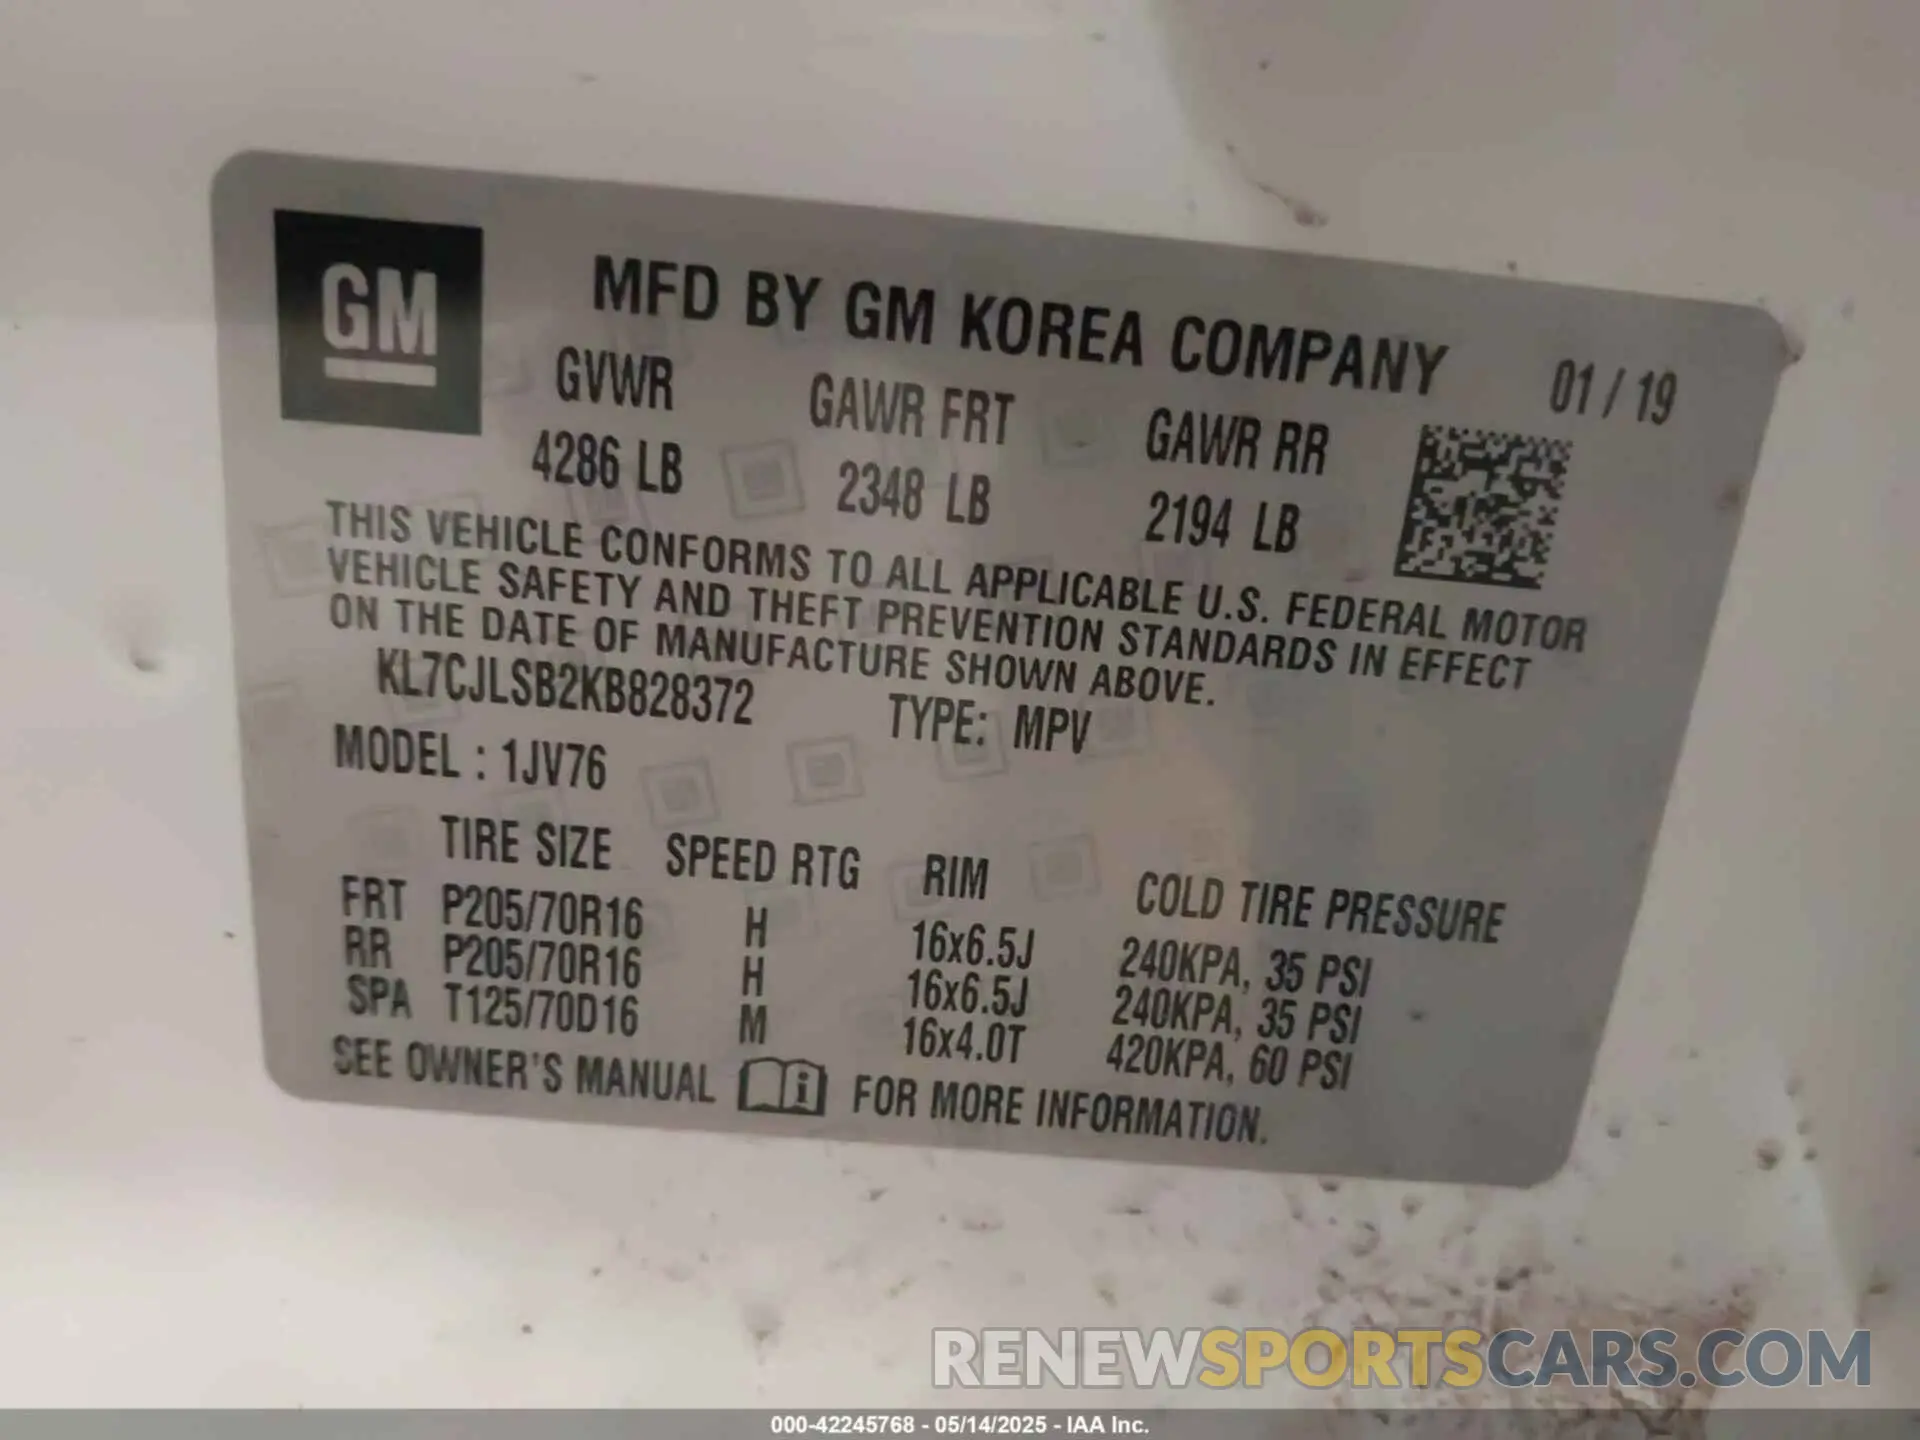 GM
MFD BY GM KOREA COMPANY 01 / 19
GVWR GAWR FRT GAWR RR
4286 LB 2348 LB 2194 LB
THIS VEHICLE CONFORMS TO ALL APPLICABLE U.S. FEDERAL MOTOR
VEHICLE SAFETY AND THEFT PREVENTION STANDARDS IN EFFECT
ON THE DATE OF MANUFACTURE SHOWN ABOVE.
KL7CJLSB2KB828372 TYPE: MPV
MODEL : 1JV76
TIRE SIZE SPEED RTG RIM COLD TIRE PRESSURE
FRT P205/70R16 H 16x6.5J 240KPA, 35 PSI
RR P205/70R16 H 16x6.5J 240KPA, 35 PSI
SPA T125/70D16 M 16x4.0T 420KPA, 60 PSI
SEE OWNER'S MANUAL i FOR MORE INFORMATION.
RENEWSPORTSCARS.COM
000-42245768 - 05/14/2025 - IAA Inc.